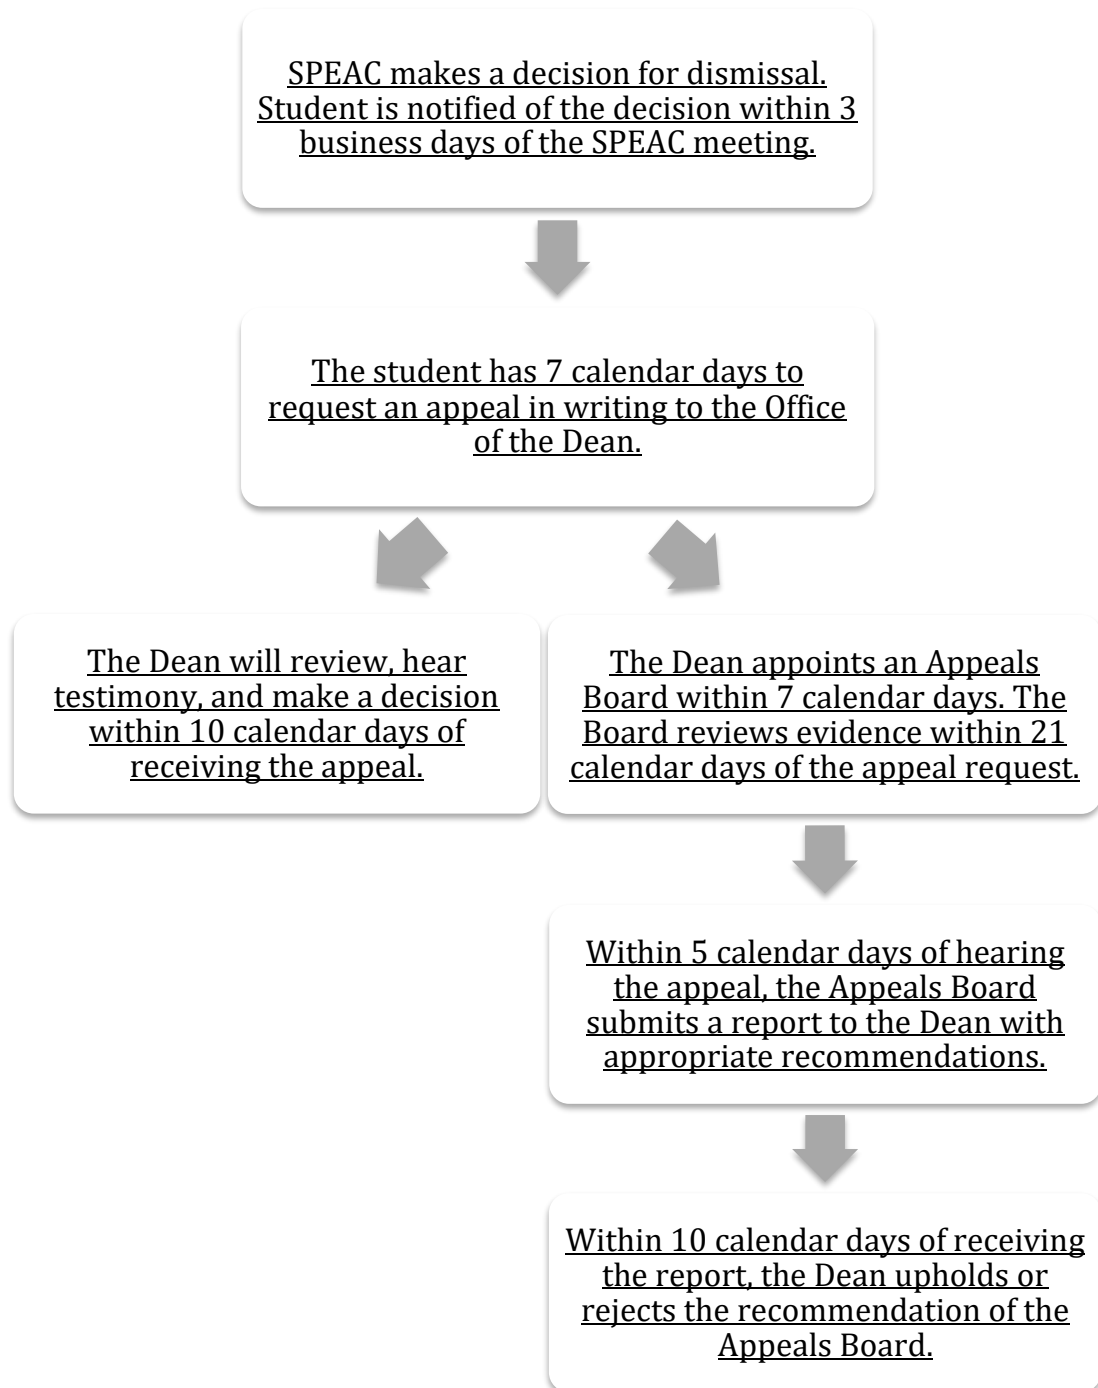 SPEAC makes a decision for dismissal.
Student is notified of the decision within 3
business days of the SPEAC meeting.
The student has 7 calendar days to
request an appeal in writing to the Office
of the Dean.
The Dean will review, hear
testimony, and make a decision
within 10 calendar days of
receiving the appeal.
The Dean appoints an Appeals
Board within 7 calendar days. The
Board reviews evidence within 21
calendar days of the appeal request.
Within 5 calendar days of hearing
the appeal, the Appeals Board
submits a report to the Dean with
appropriate recommendations.
Within 10 calendar days of receiving
the report, the Dean upholds or
rejects the recommendation of the
Appeals Board.